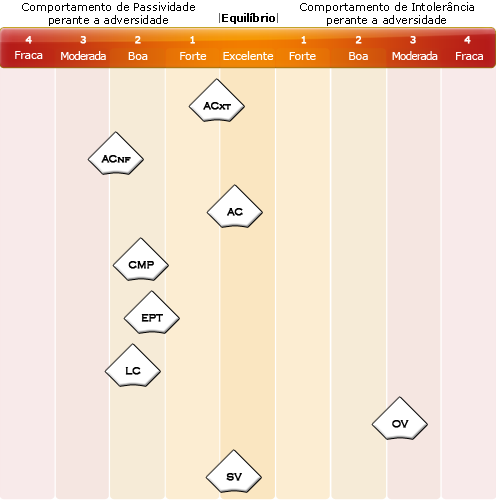 Comportamento de Passividade
perante a adversidade
|Equilíbrio|
Comportamento de Intolerância
perante a adversidade
4 3 2 1 1 2 3 4
Fraca Moderada Boa Forte Excelente Forte Boa Moderada Fraca
ACXT
ACNF
AC
CMP
EPT
LC
OV
SV